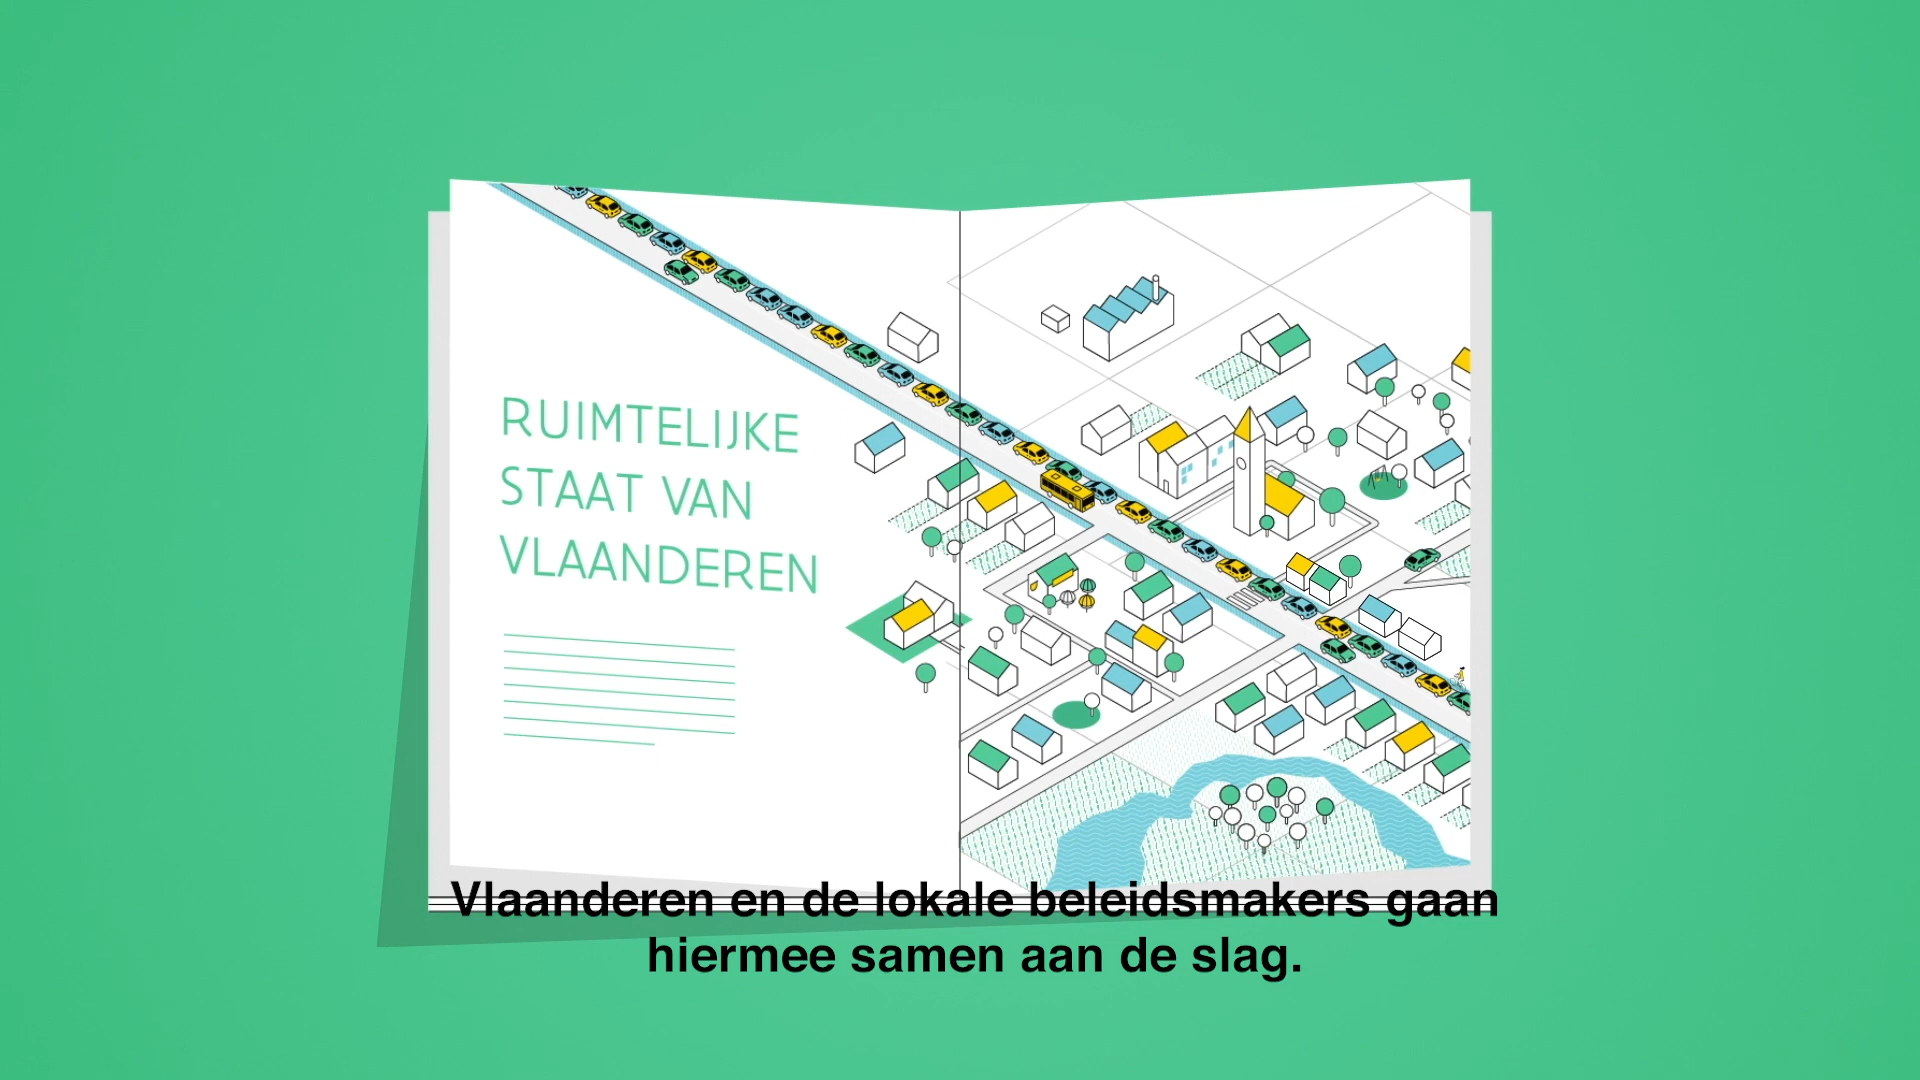 RUIMTELIJKE
STAAT VAN
VLAANDEREN
Vlaanderen en de lokale beleidsmakers gaan
hiermee samen aan de slag.